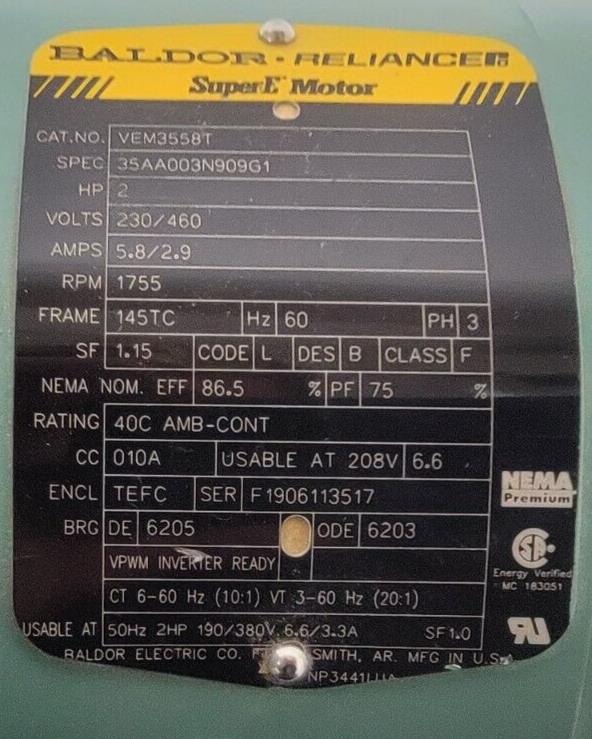 BALDOR · RELIANCER
SuperE Motor
CAT.NO. VEM3558T
SPEC 35AA003N909G1
HP 2
VOLTS 230/460
AMPS 5.8/2.9
RPM 1755
FRAME 145TC Hz 60 PH 3
SF 1.15 CODE L DES B CLASS F
NEMA NOM. EFF 86.5 % PF 75 %
RATING 40C AMB-CONT
CC 010A USABLE AT 208V 6.6
ENCL TEFC SER F1906113517
BRG DE 6205 ODE 6203
VPWM INVERTER READY
CT 6-60 Hz (10:1) VT 3-60 Hz (20:1)
USABLE AT 50Hz 2HP 190/380V 6.6/3.3A SF1.0
BALDOR ELECTRIC CO. SMITH, AR. MFG IN U.S.A
NEMA
Premium
Energy Verified
MC 183051